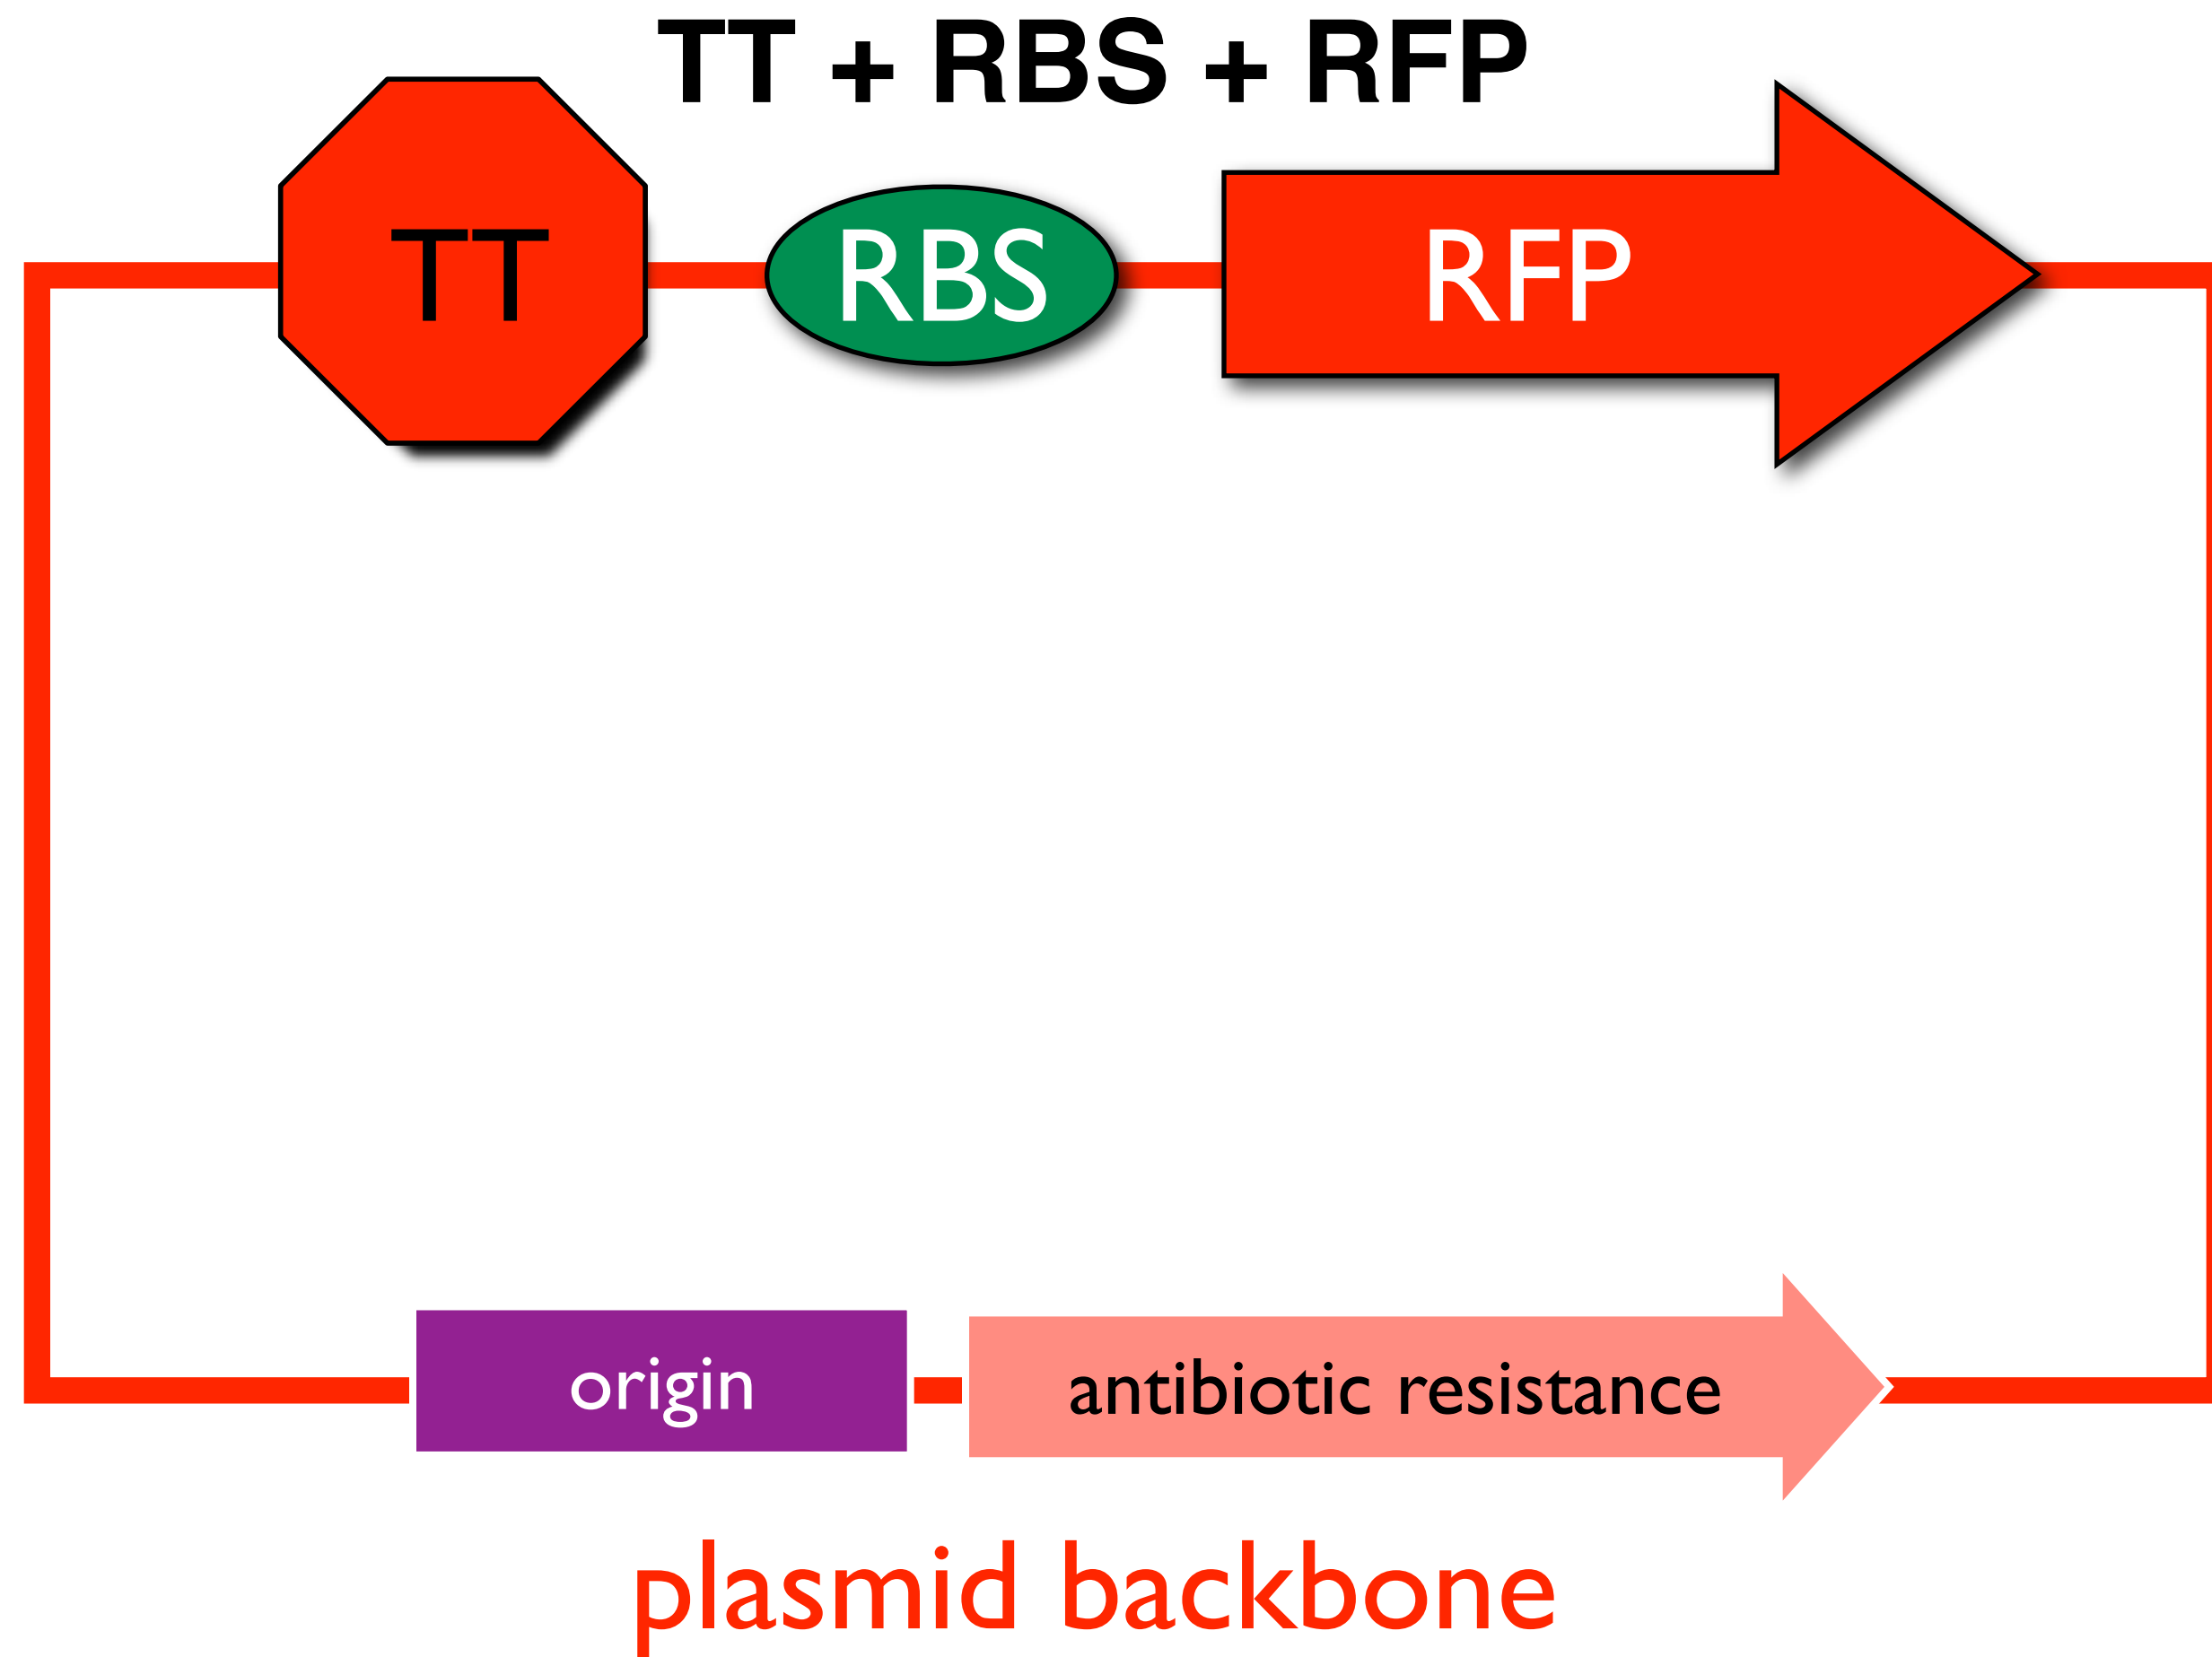 TT + RBS + RFP
TT
RBS
RFP
origin
antibiotic resistance
plasmid backbone